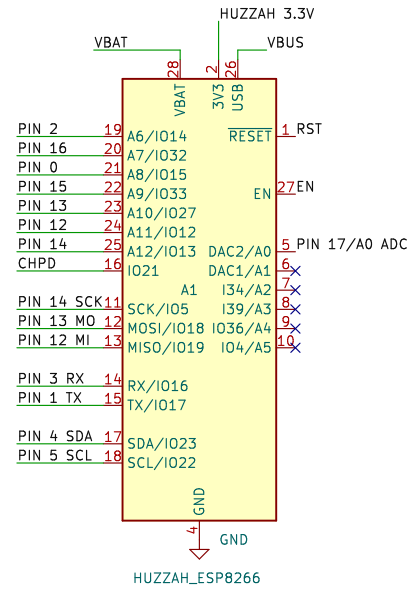 HUZZAH 3.3V
VBAT
VBUS
28 2 26
VBAT 3V3 USB
PIN 2 19 A6/IO14 RESET 1 RST
PIN 16 20 A7/IO32
PIN 0 21 A8/IO15
PIN 15 22 A9/IO33 EN 27 EN
PIN 13 23 A10/IO27
PIN 12 24 A11/IO12
PIN 14 25 A12/IO13 DAC2/A0 5 PIN 17/A0 ADC
CHPD 16 IO21 DAC1/A1 6
A1 I34/A2 7
PIN 14 SCK 11 SCK/IO5 I39/A3 8
PIN 13 MO 12 MOSI/IO18 IO36/A4 9
PIN 12 MI 13 MISO/IO19 IO4/A5 10
PIN 3 RX 14 RX/IO16
PIN 1 TX 15 TX/IO17
PIN 4 SDA 17 SDA/IO23
PIN 5 SCL 18 SCL/IO22
GND
4
GND
HUZZAH_ESP8266